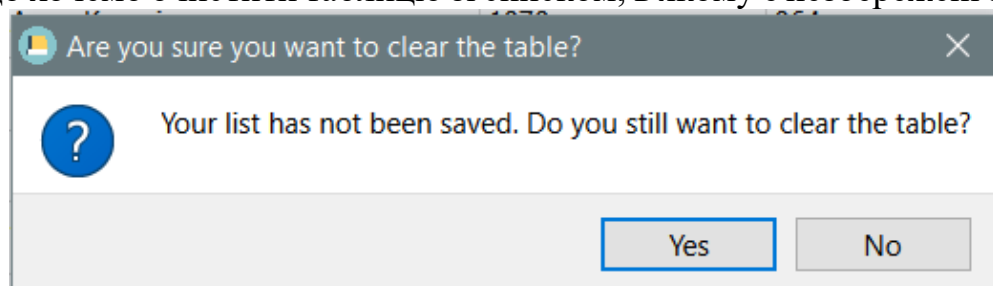 Are you sure you want to clear the table?
Your list has not been saved. Do you still want to clear the table?
Yes
No